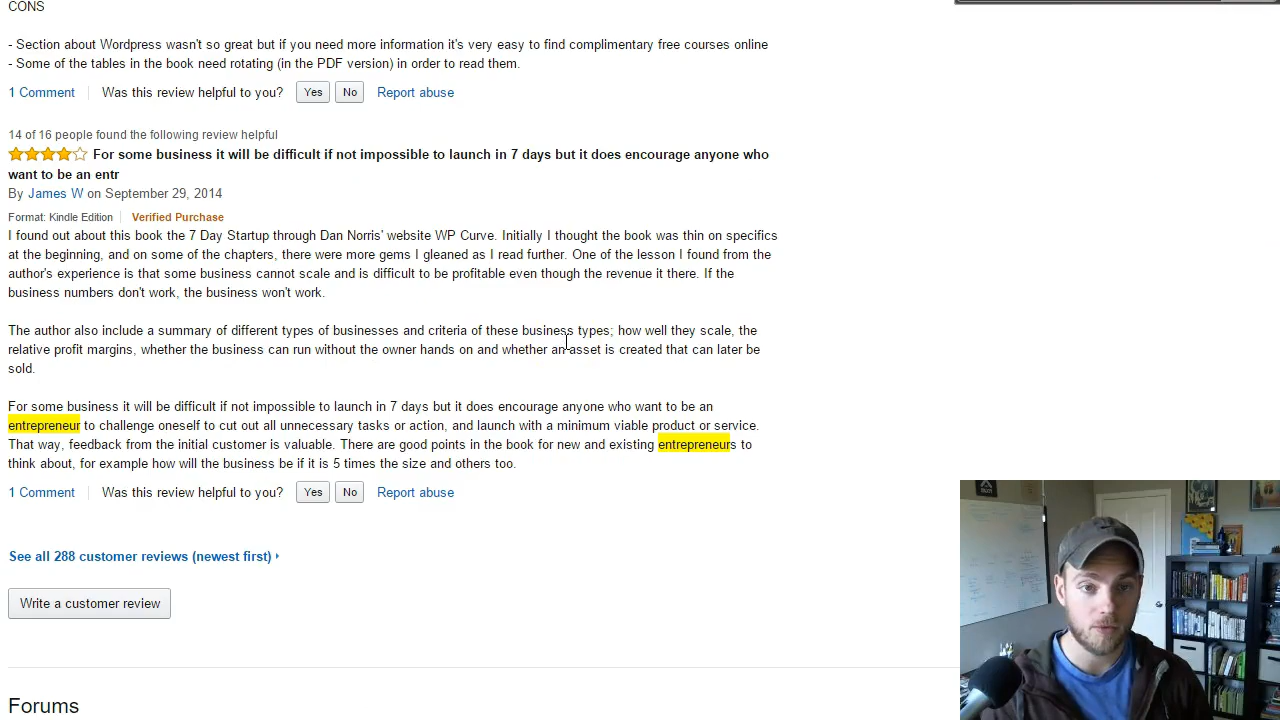 CONS
- Section about Wordpress wasn't so great but if you need more information it's very easy to find complimentary free courses online
- Some of the tables in the book need rotating (in the PDF version) in order to read them.
1 Comment Was this review helpful to you? Yes No Report abuse
14 of 16 people found the following review helpful
For some business it will be difficult if not impossible to launch in 7 days but it does encourage anyone who
want to be an entr
By James W on September 29, 2014
Format: Kindle Edition Verified Purchase
I found out about this book the 7 Day Startup through Dan Norris' website WP Curve. Initially I thought the book was thin on specifics
at the beginning, and on some of the chapters, there were more gems I gleaned as I read further. One of the lesson I found from the
author's experience is that some business cannot scale and is difficult to be profitable even though the revenue it there. If the
business numbers don't work, the business won't work.
The author also include a summary of different types of businesses and criteria of these business types; how well they scale, the
relative profit margins, whether the business can run without the owner hands on and whether an asset is created that can later be
sold.
For some business it will be difficult if not impossible to launch in 7 days but it does encourage anyone who want to be an
entrepreneur to challenge oneself to cut out all unnecessary tasks or action, and launch with a minimum viable product or service.
That way, feedback from the initial customer is valuable. There are good points in the book for new and existing entrepreneurs to
think about, for example how will the business be if it is 5 times the size and others too.
1 Comment Was this review helpful to you? Yes No Report abuse
See all 288 customer reviews (newest first)
Write a customer review
Forums